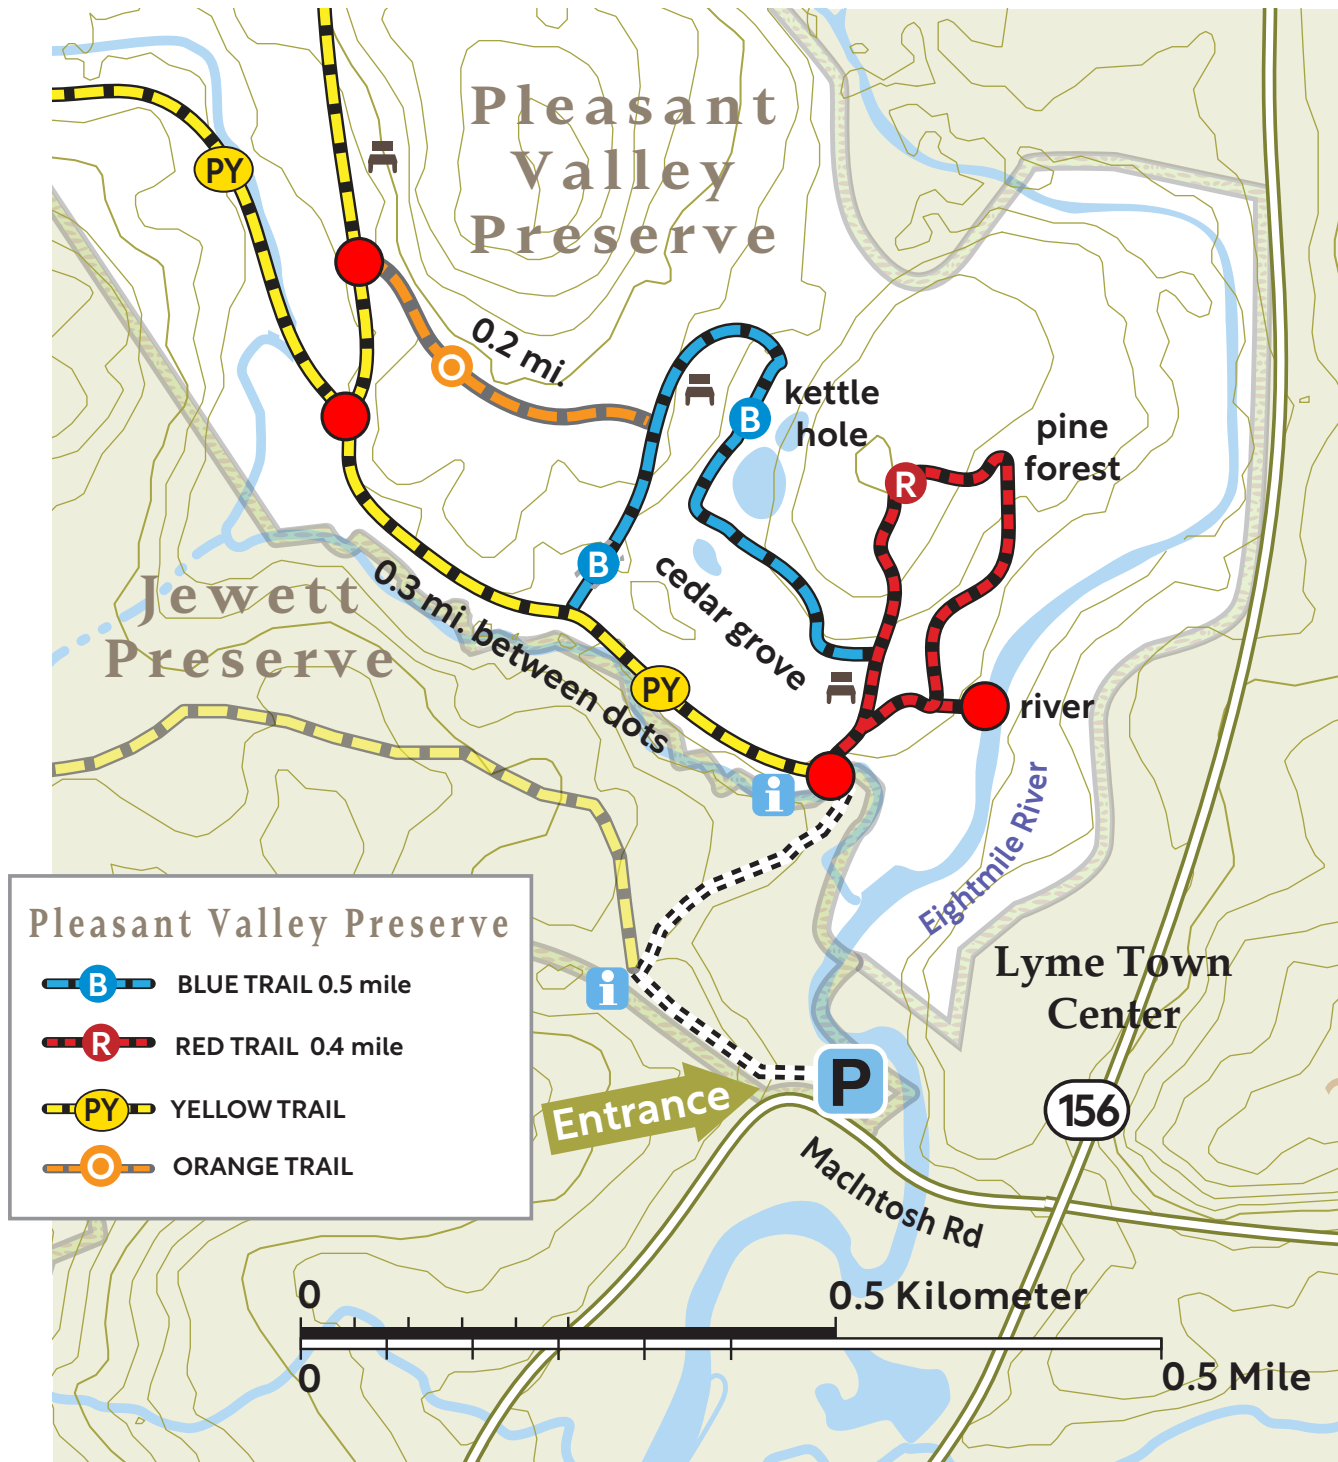 Pleasant
Valley
Preserve
PY
0.2 mi.
O
kettle
hole
B
pine
forest
R
B
cedar grove
Jewett
Preserve
0.3 mi. between dots
PY
river
i
Eightmile River
Pleasant Valley Preserve
B BLUE TRAIL 0.5 mile
R RED TRAIL 0.4 mile
PY YELLOW TRAIL
O ORANGE TRAIL
i
Lyme Town
Center
P
Entrance
156
MacIntosh Rd
0 0.5 Kilometer
0 0.5 Mile